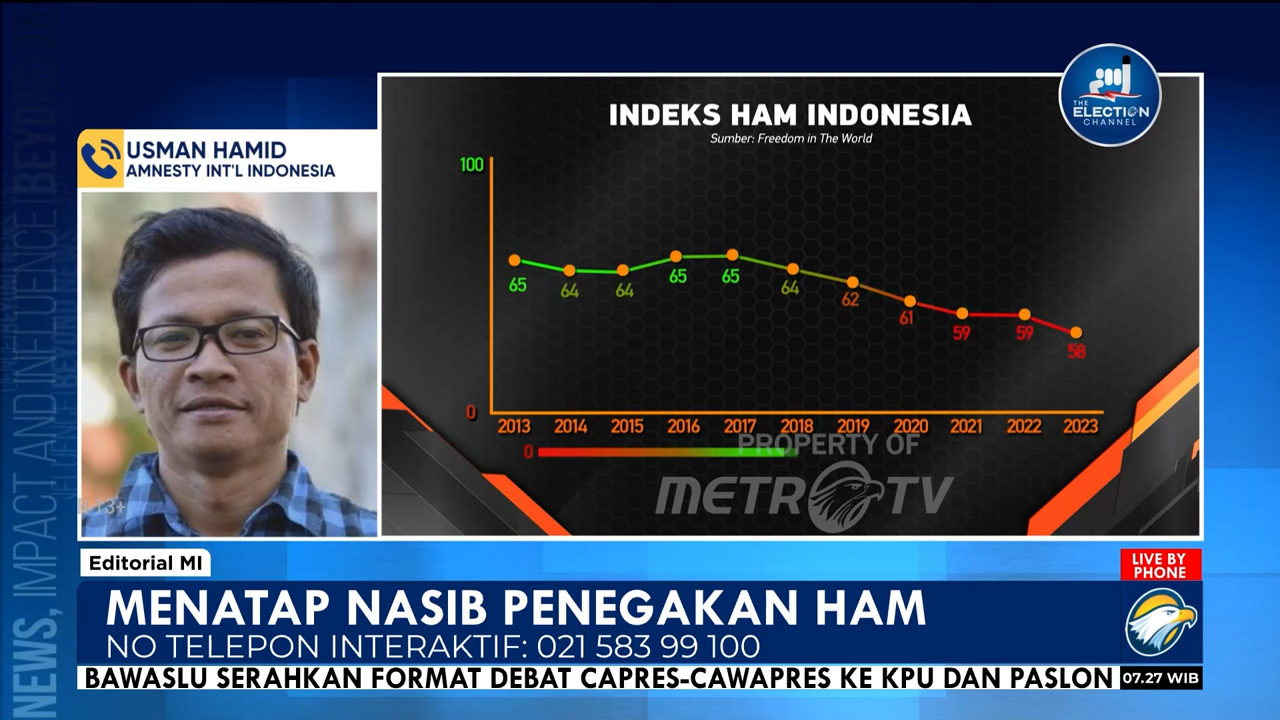 THE
ELECTION
CHANNEL
INDEKS HAM INDONESIA
Sumber: Freedom in The World
USMAN HAMID
AMNESTY INT'L INDONESIA
100
65
64
64
65
65
64
62
61
59
59
58
0
2013 2014 2015 2016 2017 2018 2019 2020 2021 2022 2023
0
PROPERTY OF
METRO TV
13+
Editorial MI
LIVE BY
PHONE
MENATAP NASIB PENEGAKAN HAM
NO TELEPON INTERAKTIF: 021 583 99 100
BAWASLU SERAHKAN FORMAT DEBAT CAPRES-CAWAPRES KE KPU DAN PASLON
07.27 WIB
NEWS, IMPACT AND INFLUENCE BEYOND